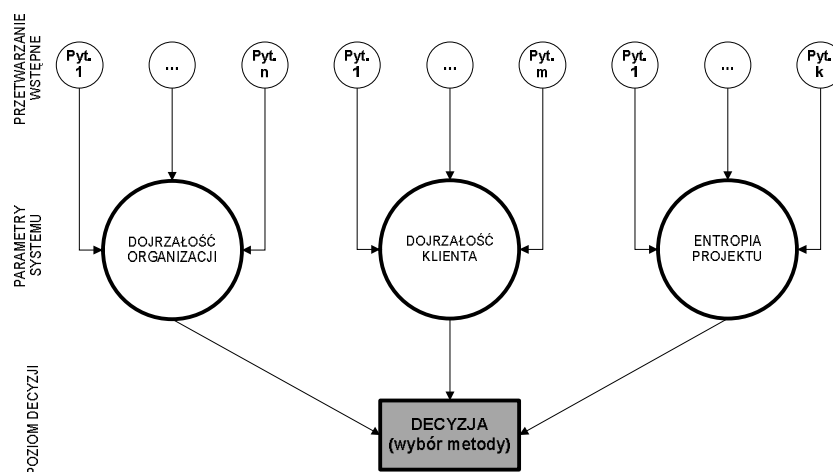 PRZETWARZANIE
WSTĘPNE
Pyt.
1
...
Pyt.
n
Pyt.
1
...
Pyt.
m
Pyt.
1
...
Pyt.
k
PARAMETRY
SYSTEMU
DOJRZAŁOŚĆ
ORGANIZACJI
DOJRZAŁOŚĆ
KLIENTA
ENTROPIA
PROJEKTU
POZIOM DECYZJI
DECYZJA
(wybór metody)